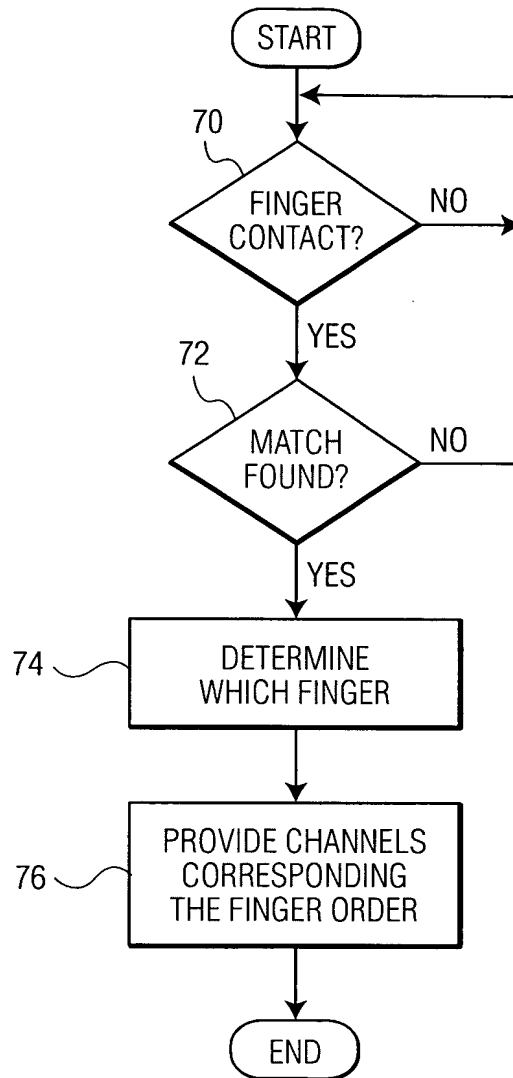 START
70
FINGER
CONTACT?
NO
YES
72
MATCH
FOUND?
NO
YES
74
DETERMINE
WHICH FINGER
76
PROVIDE CHANNELS
CORRESPONDING
THE FINGER ORDER
END